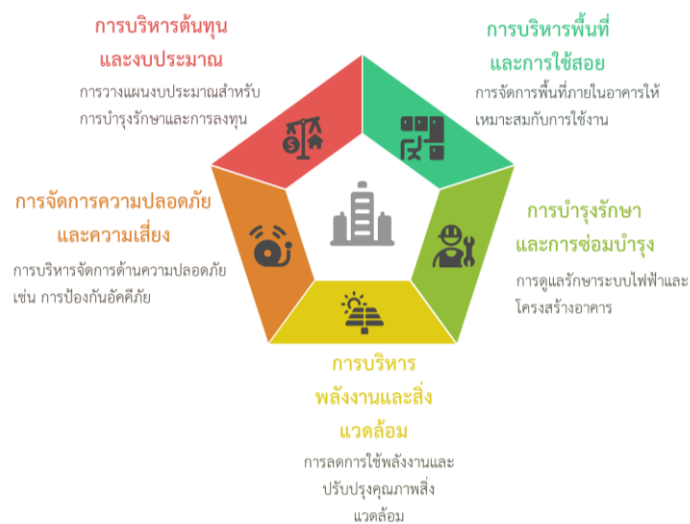 การบริหารต้นทุน
และงบประมาณ
การวางแผนงบประมาณสำหรับ
การบำรุงรักษาและการลงทุน
การบริหารพื้นที่
และการใช้สอย
การจัดการพื้นที่ภายในอาคารให้
เหมาะสมกับการใช้งาน
การจัดการความปลอดภัย
และความเสี่ยง
การบริหารจัดการด้านความปลอดภัย
เช่น การป้องกันอัคคีภัย
การบำรุงรักษา
และการซ่อมบำรุง
การดูแลรักษาระบบไฟฟ้าและ
โครงสร้างอาคาร
การบริหาร
พลังงานและสิ่ง
แวดล้อม
การลดการใช้พลังงานและ
ปรับปรุงคุณภาพสิ่ง
แวดล้อม